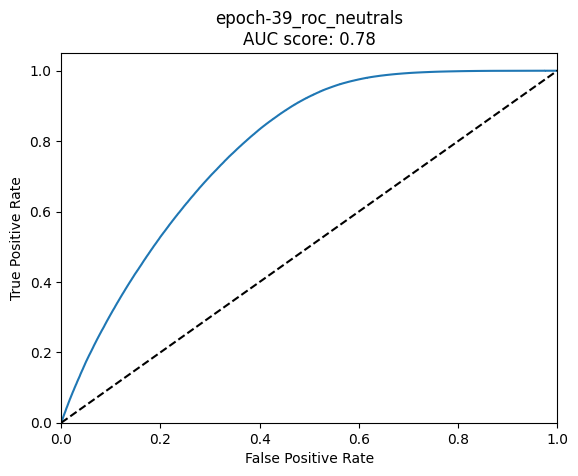 epoch-39_roc_neutrals
AUC score: 0.78
1.0
0.8
0.6
0.4
0.2
0.0
True Positive Rate
0.0 0.2 0.4 0.6 0.8 1.0
False Positive Rate